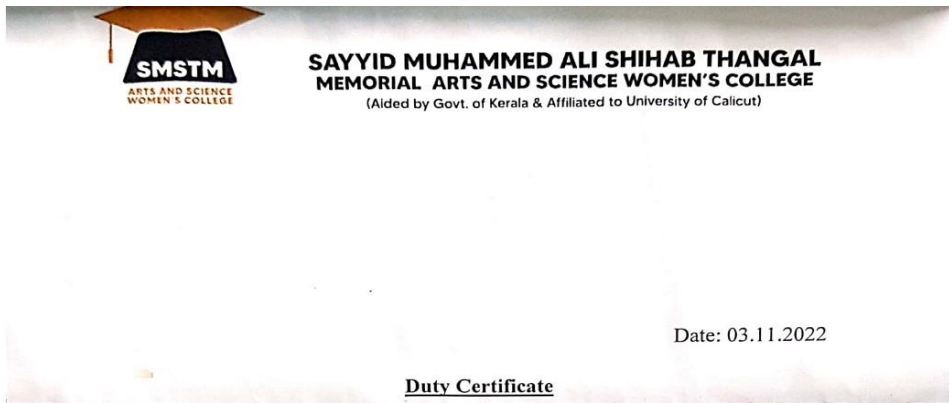 SMSTM
ARTS AND SCIENCE
WOMEN'S COLLEGE
SAYYID MUHAMMED ALI SHIHAB THANGAL
MEMORIAL ARTS AND SCIENCE WOMEN'S COLLEGE
(Aided by Govt. of Kerala & Affiliated to University of Calicut)
Date: 03.11.2022
Duty Certificate